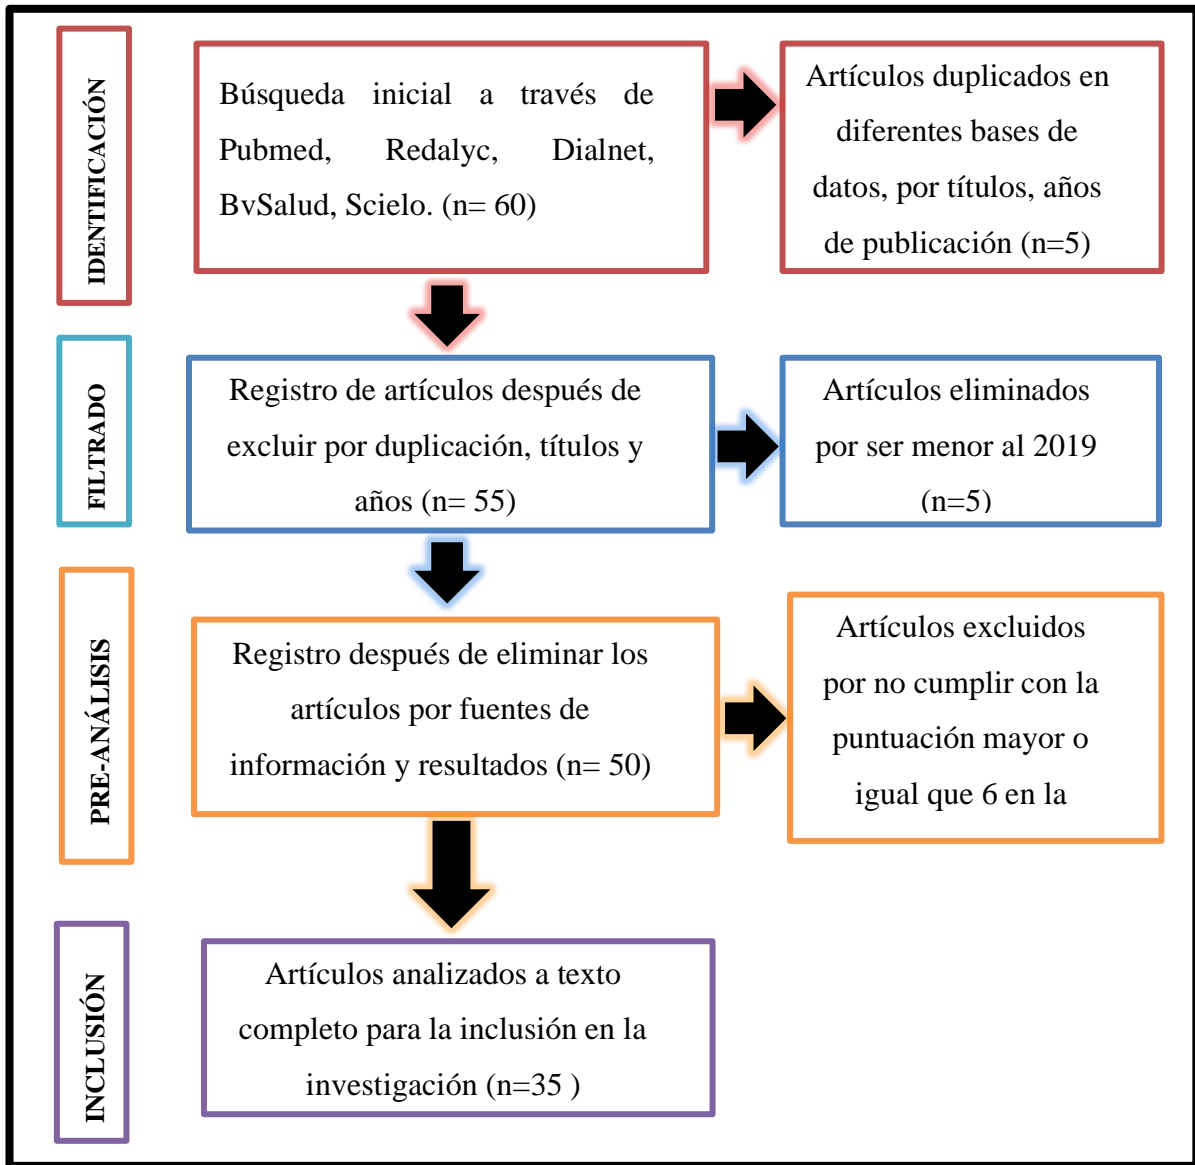 IDENTIFICACIÓN
Búsqueda inicial a través de
Pubmed, Redalyc, Dialnet,
BvSalud, Scielo. (n= 60)
Artículos duplicados en
diferentes bases de
datos, por títulos, años
de publicación (n=5)
FILTRADO
Registro de artículos después de
excluir por duplicación, títulos y
años (n= 55)
Artículos eliminados
por ser menor al 2019
(n=5)
PRE-ANÁLISIS
Registro después de eliminar los
artículos por fuentes de
información y resultados (n= 50)
Artículos excluidos
por no cumplir con la
puntuación mayor o
igual que 6 en la
INCLUSIÓN
Artículos analizados a texto
completo para la inclusión en la
investigación (n=35 )